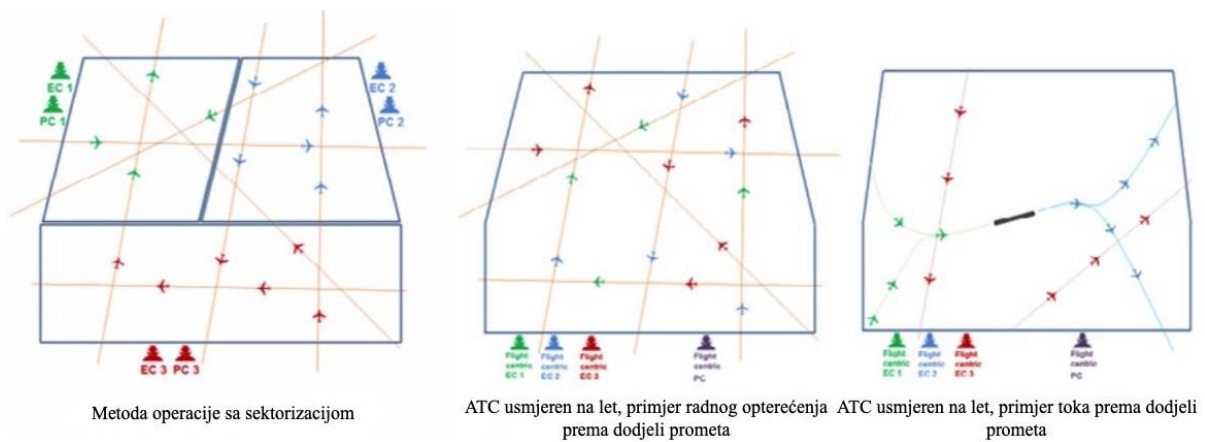 EC 1
PC 1
EC 2
PC 2
EC 3 PC 3
Metoda operacije sa sektorizacijom
Flight
centric
EC 1
Flight
centric
EC 2
Flight
centric
EC 3
Flight
centric
PC
ATC usmjeren na let, primjer radnog opterećenja
prema dodjeli prometa
Flight
centric
EC 1
Flight
centric
EC 2
Flight
centric
EC 3
Flight
centric
PC
ATC usmjeren na let, primjer toka prema dodjeli
prometa